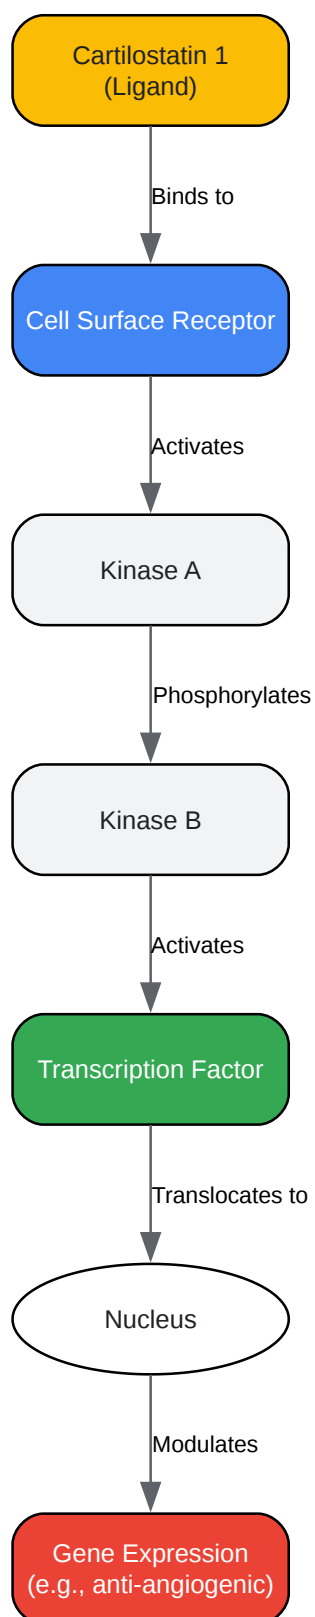 Cartilostatin 1
(Ligand)
Binds to
Cell Surface Receptor
Activates
Kinase A
Phosphorylates
Kinase B
Activates
Transcription Factor
Translocates to
Nucleus
Modulates
Gene Expression
(e.g., anti-angiogenic)